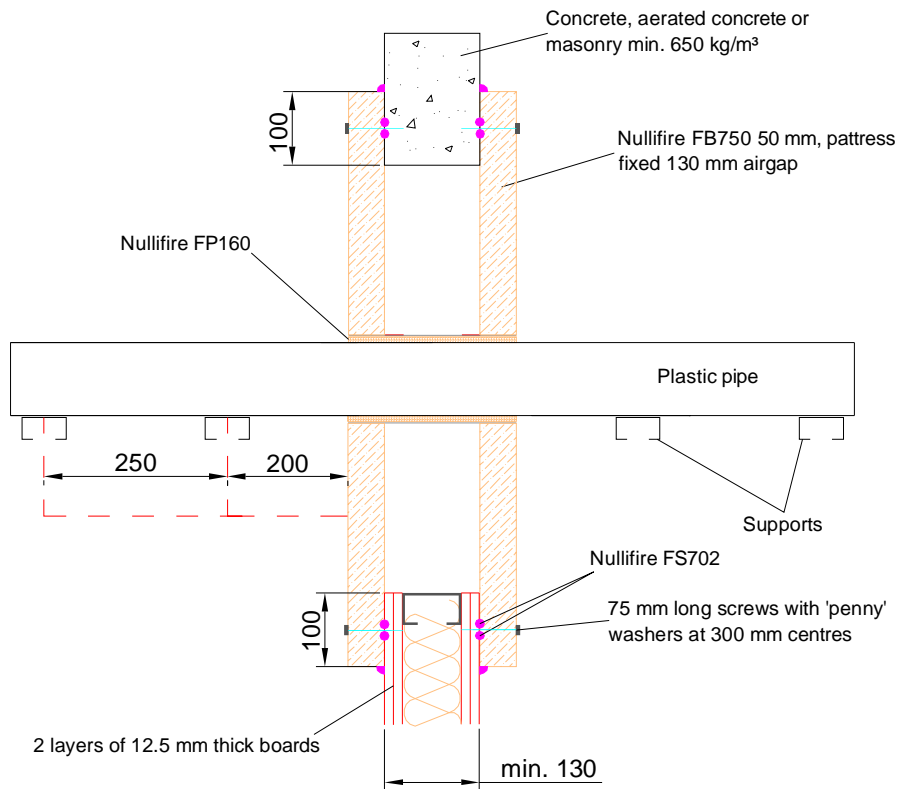 Concrete, aerated concrete or
masonry min. 650 kg/m³
100
Nullifire FB750 50 mm, pattress
fixed 130 mm airgap
Nullifire FP160
Plastic pipe
250
200
Supports
Nullifire FS702
100
75 mm long screws with 'penny'
washers at 300 mm centres
2 layers of 12.5 mm thick boards
min. 130